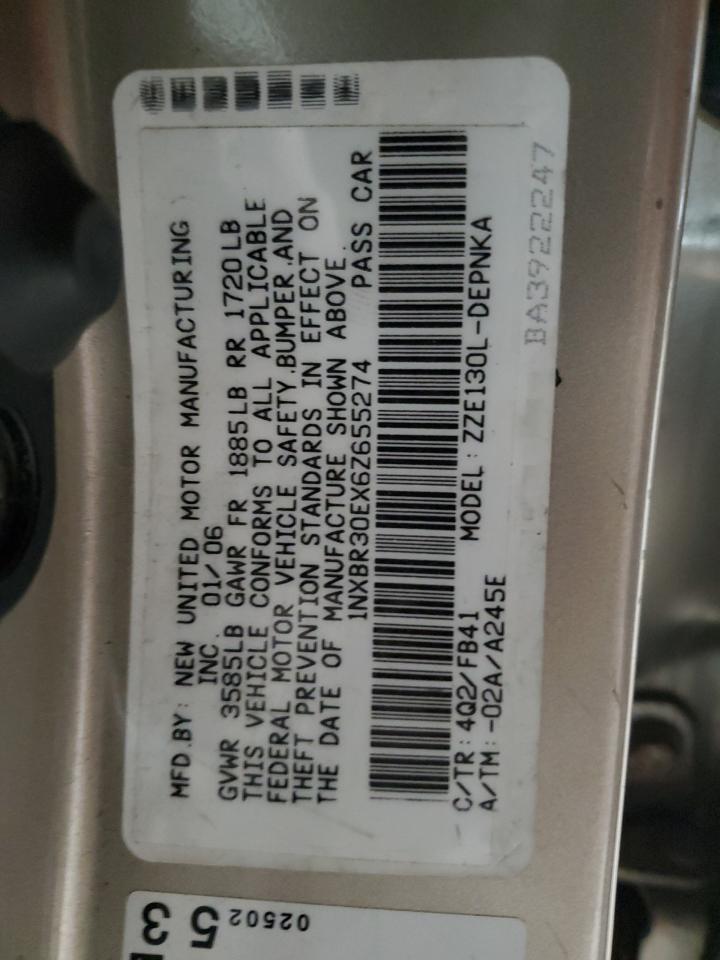 MFD.BY: NEW UNITED MOTOR MANUFACTURING
INC. 01/06
GVWR 3585LB GAWR FR 1885LB RR 1720LB
THIS VEHICLE CONFORMS TO ALL APPLICABLE
FEDERAL MOTOR VEHICLE SAFETY,BUMPER,AND
THEFT PREVENTION STANDARDS IN EFFECT ON
THE DATE OF MANUFACTURE SHOWN ABOVE.
1NXBR30EX6Z655274 PASS CAR
C/TR: 4Q2/FB41 MODEL: ZZE130L-DEPNKA
A/TM: -02A/A245E
BA3922247
02502
53